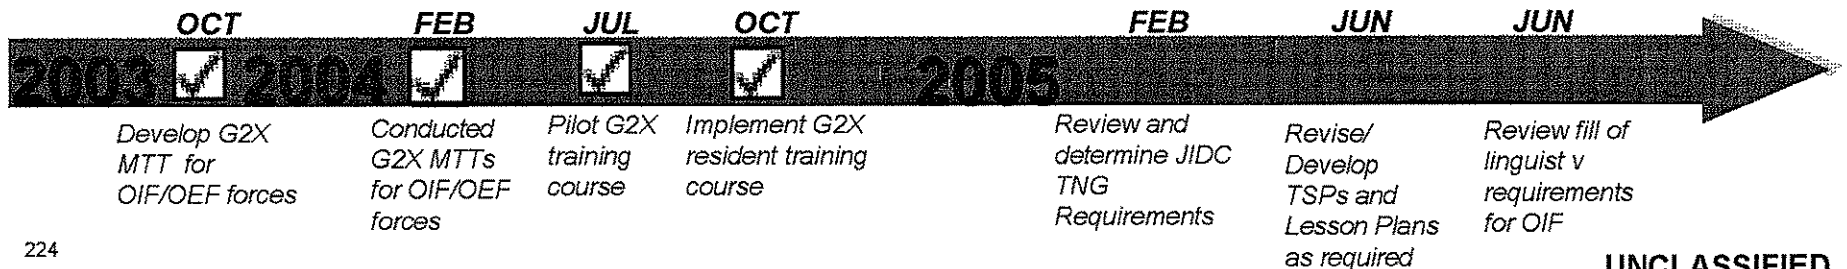 OCT FEB JUL OCT FEB JUN JUN
2003 2004 2005
Develop G2X
MTT for
OIF/OEF forces
Conducted
G2X MTTs
for OIF/OEF
forces
Pilot G2X
training
course
Implement G2X
resident training
course
Review and
determine JIDC
TNG
Requirements
Revise/
Develop
TSPs and
Lesson Plans
as required
Review fill of
linguist v
requirements
for OIF
224
UNCLASSIFIED